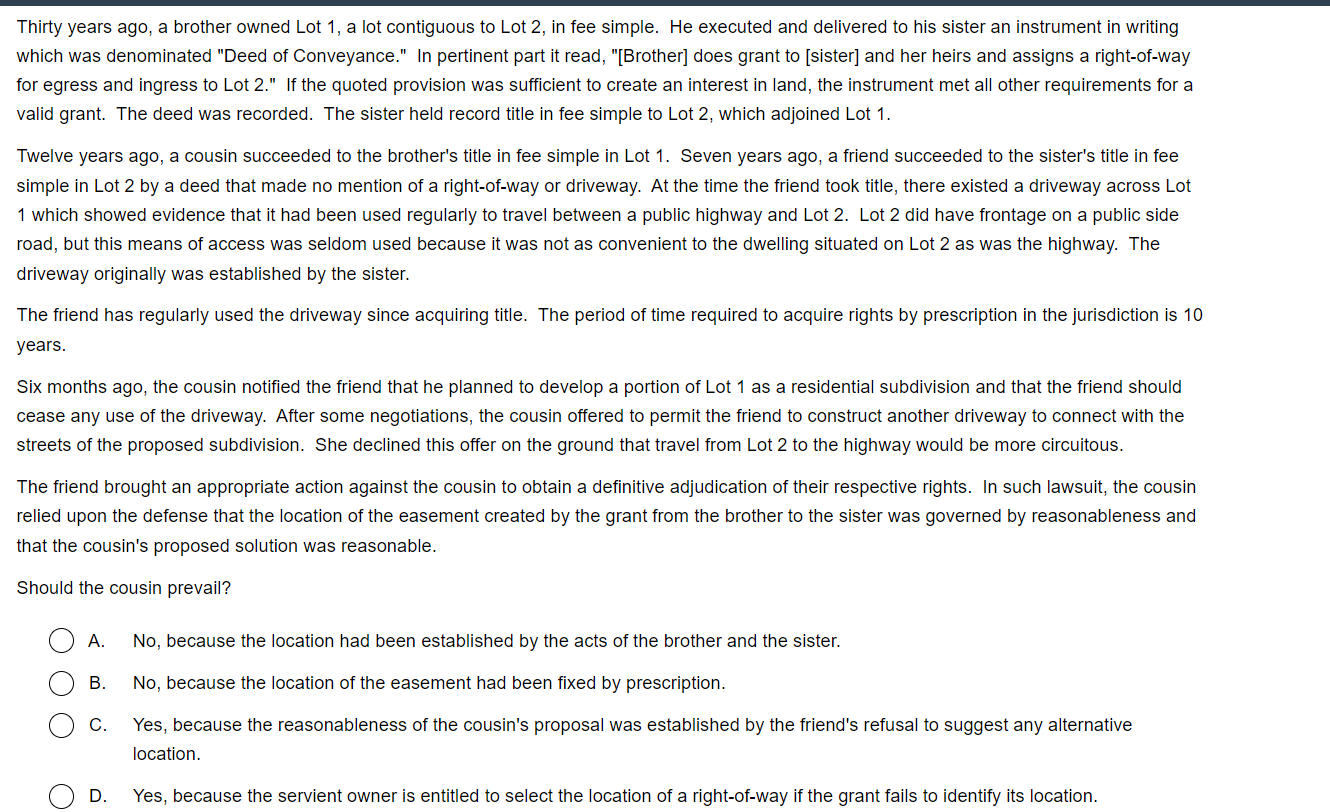 Thirty years ago, a brother owned Lot 1, a lot contiguous to Lot 2, in fee simple.  He executed and delivered to his sister an instrument in writing
which was denominated "Deed of Conveyance."  In pertinent part it read, "[Brother] does grant to [sister] and her heirs and assigns a right-of-way
for egress and ingress to Lot 2."  If the quoted provision was sufficient to create an interest in land, the instrument met all other requirements for a
valid grant.  The deed was recorded.  The sister held record title in fee simple to Lot 2, which adjoined Lot 1.
Twelve years ago, a cousin succeeded to the brother's title in fee simple in Lot 1.  Seven years ago, a friend succeeded to the sister's title in fee
simple in Lot 2 by a deed that made no mention of a right-of-way or driveway.  At the time the friend took title, there existed a driveway across Lot
1 which showed evidence that it had been used regularly to travel between a public highway and Lot 2.  Lot 2 did have frontage on a public side
road, but this means of access was seldom used because it was not as convenient to the dwelling situated on Lot 2 as was the highway.  The
driveway originally was established by the sister.
The friend has regularly used the driveway since acquiring title.  The period of time required to acquire rights by prescription in the jurisdiction is 10
years.
Six months ago, the cousin notified the friend that he planned to develop a portion of Lot 1 as a residential subdivision and that the friend should
cease any use of the driveway.  After some negotiations, the cousin offered to permit the friend to construct another driveway to connect with the
streets of the proposed subdivision.  She declined this offer on the ground that travel from Lot 2 to the highway would be more circuitous.
The friend brought an appropriate action against the cousin to obtain a definitive adjudication of their respective rights.  In such lawsuit, the cousin
relied upon the defense that the location of the easement created by the grant from the brother to the sister was governed by reasonableness and
that the cousin's proposed solution was reasonable.
Should the cousin prevail?
A. No, because the location had been established by the acts of the brother and the sister.
B. No, because the location of the easement had been fixed by prescription.
C. Yes, because the reasonableness of the cousin's proposal was established by the friend's refusal to suggest any alternative
location.
D. Yes, because the servient owner is entitled to select the location of a right-of-way if the grant fails to identify its location.